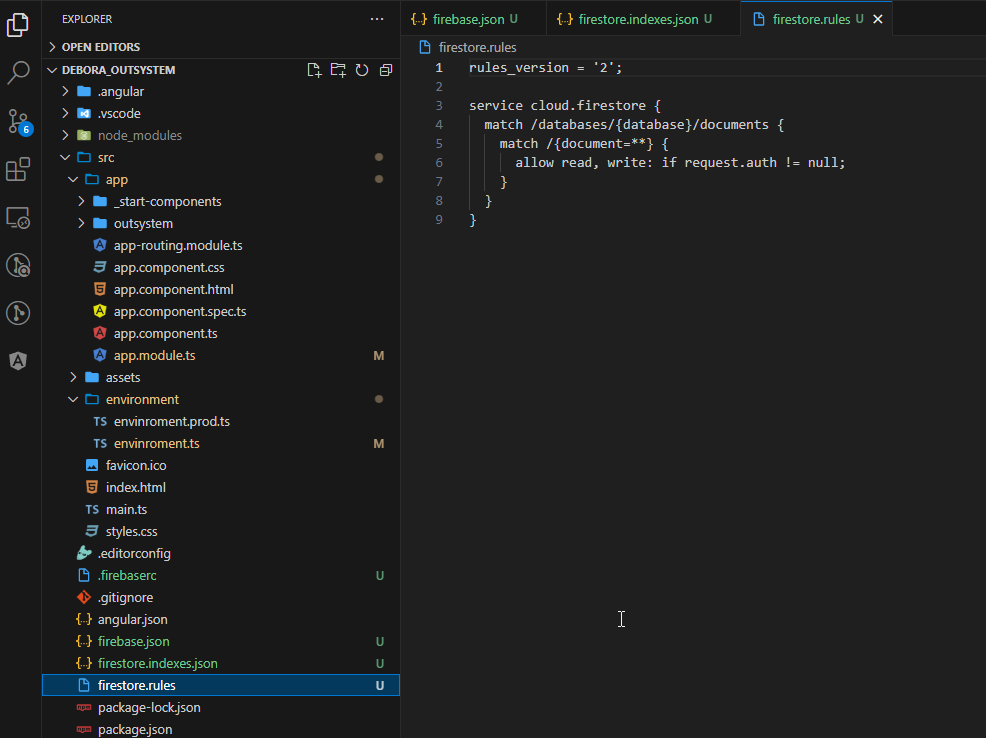 EXPLORER
OPEN EDITORS
DEBORA_OUTSYSTEM
.angular
.vscode
node_modules
src
app
_start-components
outsystem
app-routing.module.ts
app.component.css
app.component.html
app.component.spec.ts
app.component.ts
app.module.ts M
assets
environment
TS envinroment.prod.ts
TS envinroment.ts M
favicon.ico
index.html
TS main.ts
styles.css
.editorconfig
.firebaserc U
.gitignore
{..} angular.json
{..} firebase.json U
{..} firestore.indexes.json U
firestore.rules U
package-lock.json
package.json
6
{..} firebase.json U
{..} firestore.indexes.json U
firestore.rules U
firestore.rules
1 rules_version = '2';
2
3 service cloud.firestore {
4 match /databases/{database}/documents {
5 match /{document=**} {
6 allow read, write: if request.auth != null;
7 }
8 }
9 }